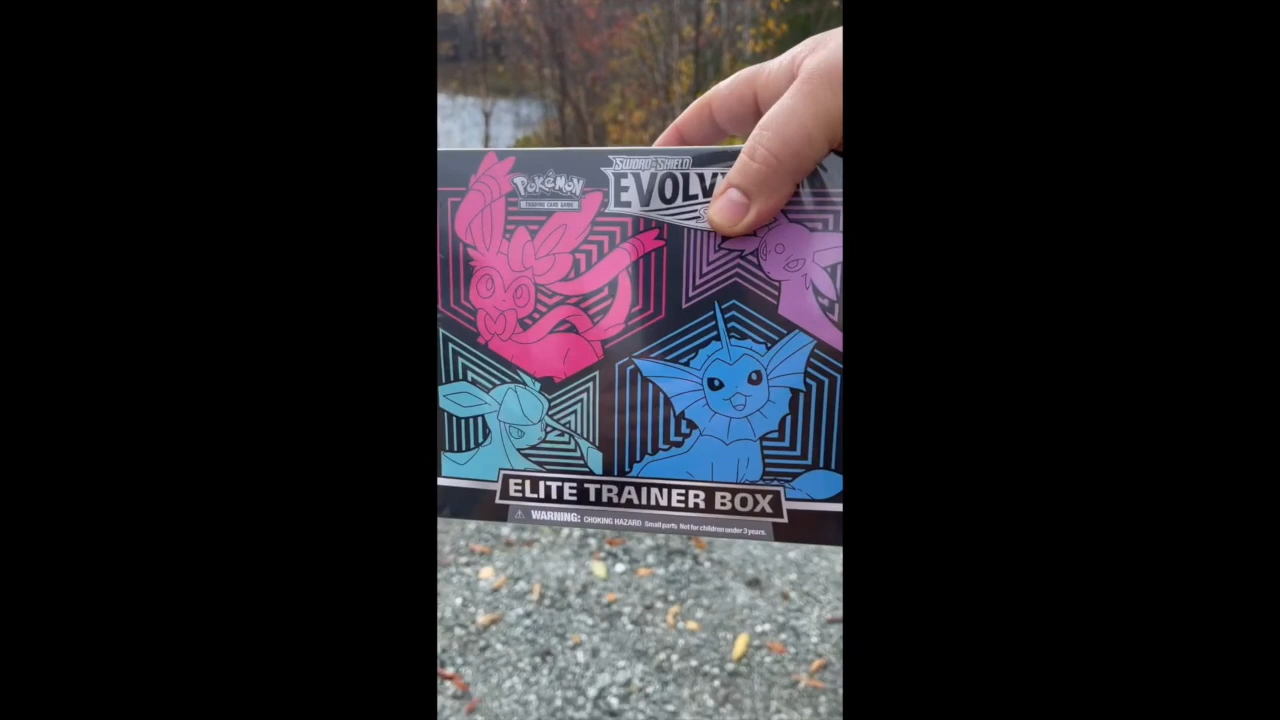 SWORD & SHIELD
POKÉMON
TRADING CARD GAME
ELITE TRAINER BOX
WARNING: CHOKING HAZARD Small parts. Not for children under 3 years.